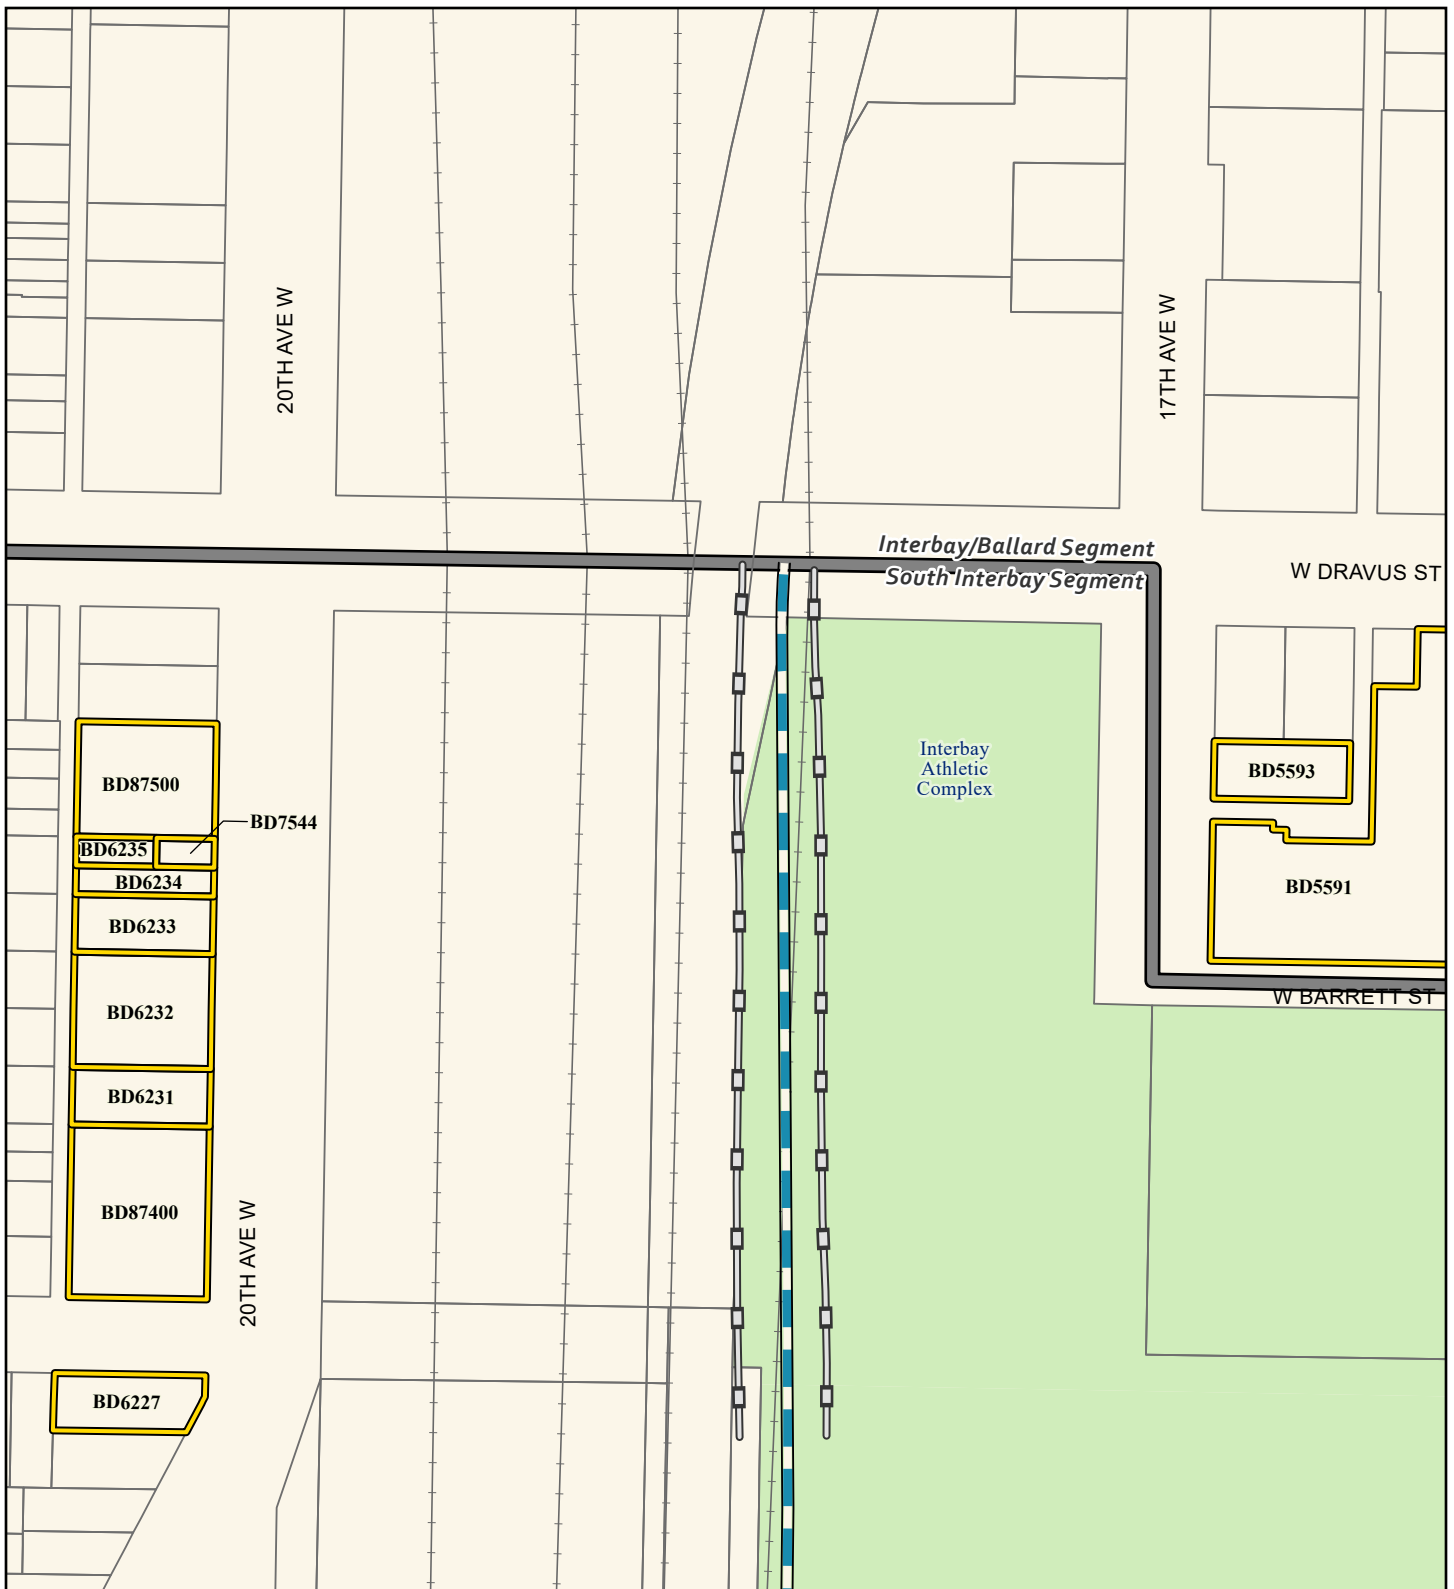 20TH AVE W
17TH AVE W
Interbay/Ballard Segment
South Interbay Segment
W DRAVUS ST
Interbay
Athletic
Complex
BD5593
BD87500
BD7544
BD6235
BD6234
BD5591
BD6233
W BARRETT ST
BD6232
BD6231
BD87400
20TH AVE W
BD6227